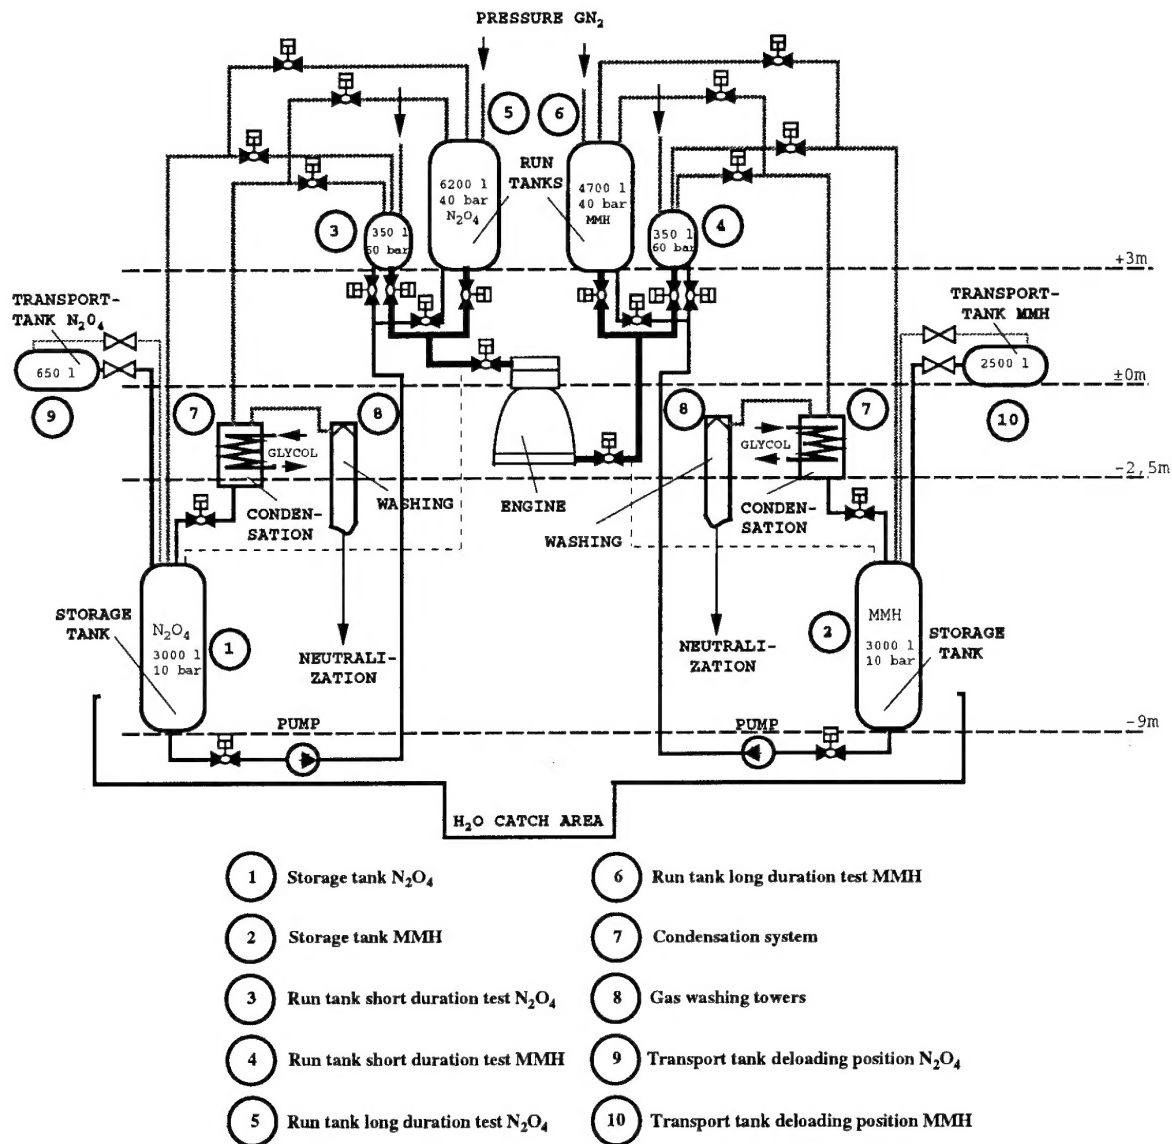 PRESSURE GN₂
5
6
6200 l
40 bar
N₂O₄
RUN
TANKS
4700 l
40 bar
MMH
3
350 l
60 bar
350 l
60 bar
4
+3m
TRANSPORT-
TANK N₂O₄
TRANSPORT-
TANK MMH
650 l
2500 l
±0m
9
7
8
8
7
10
GLYCOL
GLYCOL
-2,5m
WASHING
ENGINE
CONDEN-
SATION
WASHING
CONDEN-
SATION
STORAGE
TANK
N₂O₄
3000 l
10 bar
1
NEUTRALI-
ZATION
NEUTRALI-
ZATION
2
MMH
3000 l
10 bar
STORAGE
TANK
PUMP
PUMP
-9m
H₂O CATCH AREA
1 Storage tank N₂O₄
2 Storage tank MMH
3 Run tank short duration test N₂O₄
4 Run tank short duration test MMH
5 Run tank long duration test N₂O₄
6 Run tank long duration test MMH
7 Condensation system
8 Gas washing towers
9 Transport tank deloading position N₂O₄
10 Transport tank deloading position MMH